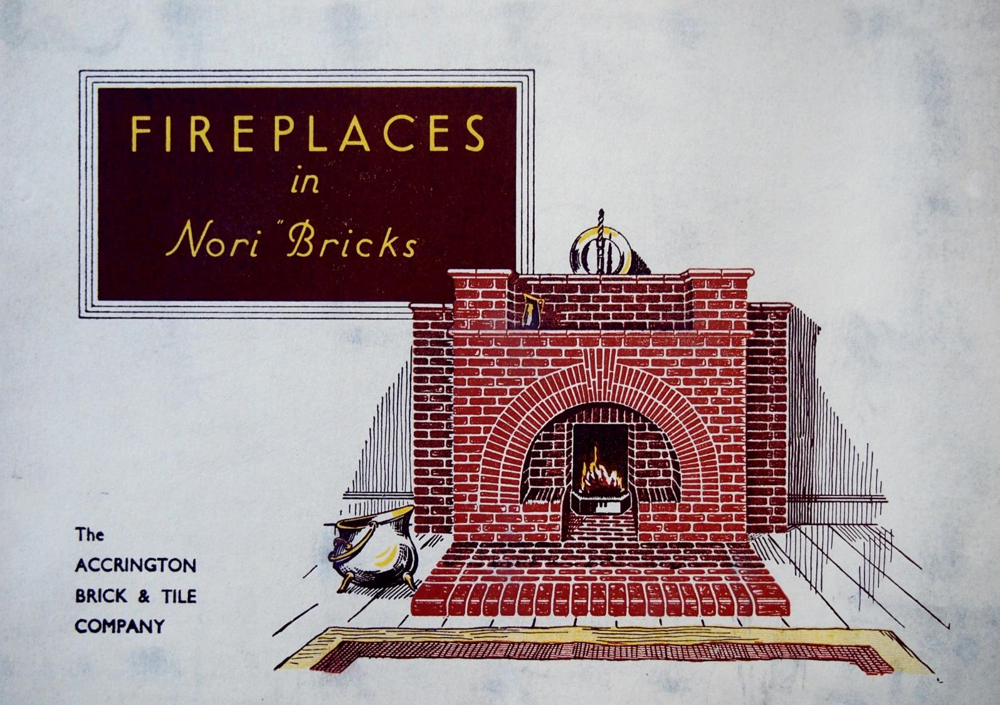 FIREPLACES
in
Nori " Bricks
The
ACCRINGTON
BRICK & TILE
COMPANY